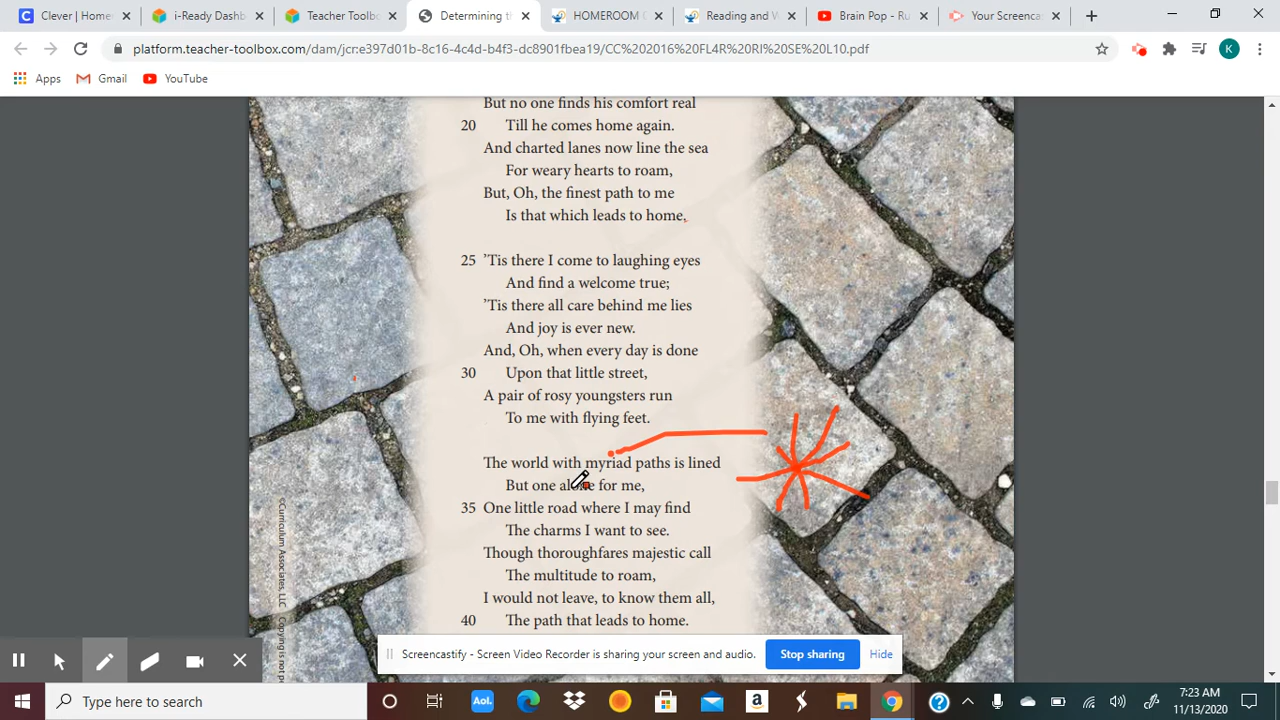 Clever | Home
i-Ready Dashb
Teacher Toolbo
Determining th
HOMEROOM D
Reading and W
Brain Pop - Ru
Your Screenca
platform.teacher-toolbox.com/dam/jcr:e397d01b-8c16-4c4d-b4f3-dc8901fbea19/CC%202016%20FL4R%20RI%20SE%20L10.pdf
K
Apps Gmail YouTube
But no one finds his comfort real
20 Till he comes home again.
And charted lanes now line the sea
For weary hearts to roam,
But, Oh, the finest path to me
Is that which leads to home,
25 'Tis there I come to laughing eyes
And find a welcome true;
'Tis there all care behind me lies
And joy is ever new.
And, Oh, when every day is done
30 Upon that little street,
A pair of rosy youngsters run
To me with flying feet.
The world with myriad paths is lined
But one alone for me,
35 One little road where I may find
The charms I want to see.
Though thoroughfares majestic call
The multitude to roam,
I would not leave, to know them all,
40 The path that leads to home.
©Curriculum Associates, LLC Copying is not p
Screencastify - Screen Video Recorder is sharing your screen and audio.
Stop sharing
Hide
Type here to search
Aol.
a
7:23 AM
11/13/2020